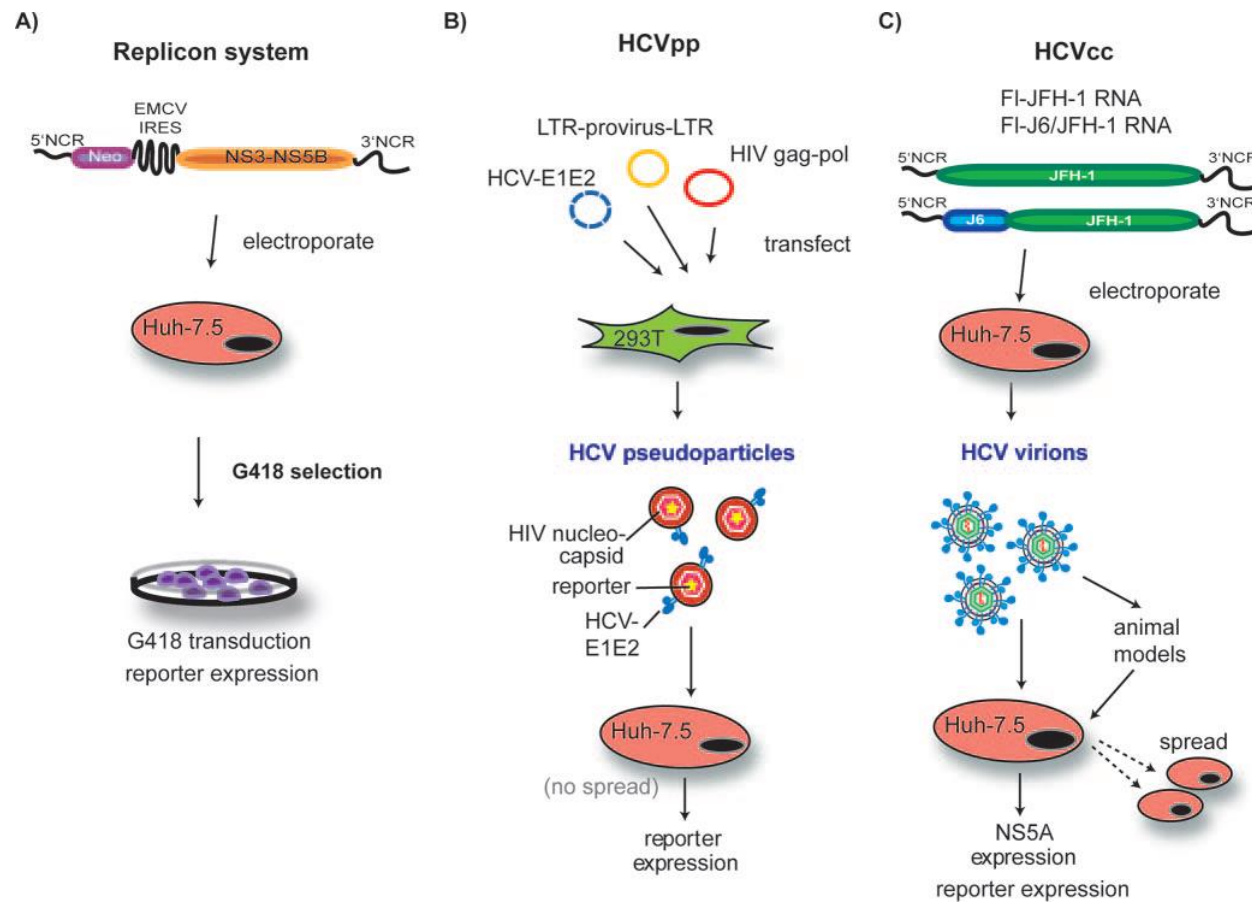 A)
Replicon system
EMCV
IRES
5'NCR
3'NCR
Neo
NS3-NS5B
electroporate
Huh-7.5
G418 selection
G418 transduction
reporter expression
B)
HCVpp
LTR-provirus-LTR
HIV gag-pol
HCV-E1E2
transfect
293T
HCV pseudoparticles
HIV nucleo-
capsid
reporter
HCV-
E1E2
Huh-7.5
(no spread)
reporter
expression
C)
HCVcc
Fl-JFH-1 RNA
Fl-J6/JFH-1 RNA
5'NCR
3'NCR
JFH-1
5'NCR
3'NCR
J6
JFH-1
electroporate
Huh-7.5
HCV virions
animal
models
Huh-7.5
spread
NS5A
expression
reporter expression